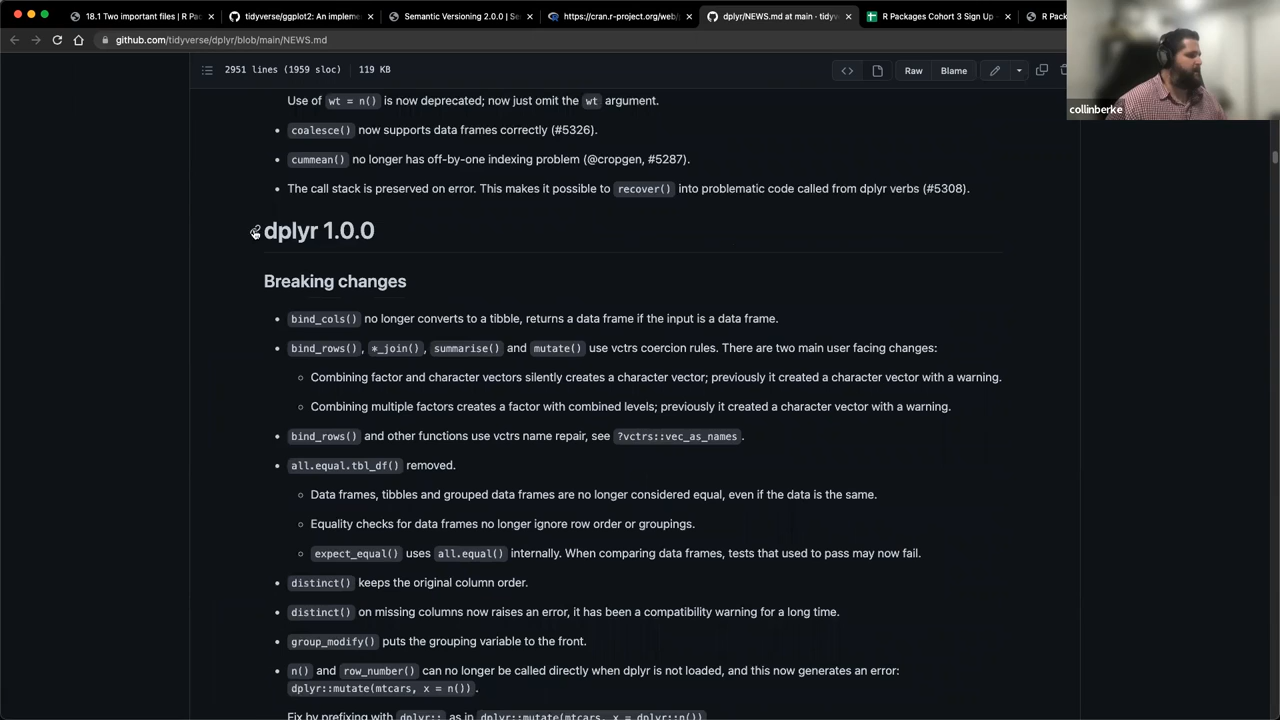 18.1 Two important files | R Pac
tidyverse/ggplot2: An impleme
Semantic Versioning 2.0.0 | Se
https://cran.r-project.org/web/
dplyr/NEWS.md at main · tidyv
R Packages Cohort 3 Sign Up -
R Pack
github.com/tidyverse/dplyr/blob/main/NEWS.md
2951 lines (1959 sloc) 119 KB
Raw
Blame
collinberke
Use of wt = n() is now deprecated; now just omit the wt argument.
coalesce() now supports data frames correctly (#5326).
cummean() no longer has off-by-one indexing problem (@cropgen, #5287).
The call stack is preserved on error. This makes it possible to recover() into problematic code called from dplyr verbs (#5308).
dplyr 1.0.0
Breaking changes
bind_cols() no longer converts to a tibble, returns a data frame if the input is a data frame.
bind_rows(), *_join(), summarise() and mutate() use vctrs coercion rules. There are two main user facing changes:
Combining factor and character vectors silently creates a character vector; previously it created a character vector with a warning.
Combining multiple factors creates a factor with combined levels; previously it created a character vector with a warning.
bind_rows() and other functions use vctrs name repair, see ?vctrs::vec_as_names.
all.equal.tbl_df() removed.
Data frames, tibbles and grouped data frames are no longer considered equal, even if the data is the same.
Equality checks for data frames no longer ignore row order or groupings.
expect_equal() uses all.equal() internally. When comparing data frames, tests that used to pass may now fail.
distinct() keeps the original column order.
distinct() on missing columns now raises an error, it has been a compatibility warning for a long time.
group_modify() puts the grouping variable to the front.
n() and row_number() can no longer be called directly when dplyr is not loaded, and this now generates an error:
dplyr::mutate(mtcars, x = n()).
Fix by prefixing with dplyr:: as in dplyr::mutate(mtcars, x = dplyr::n())